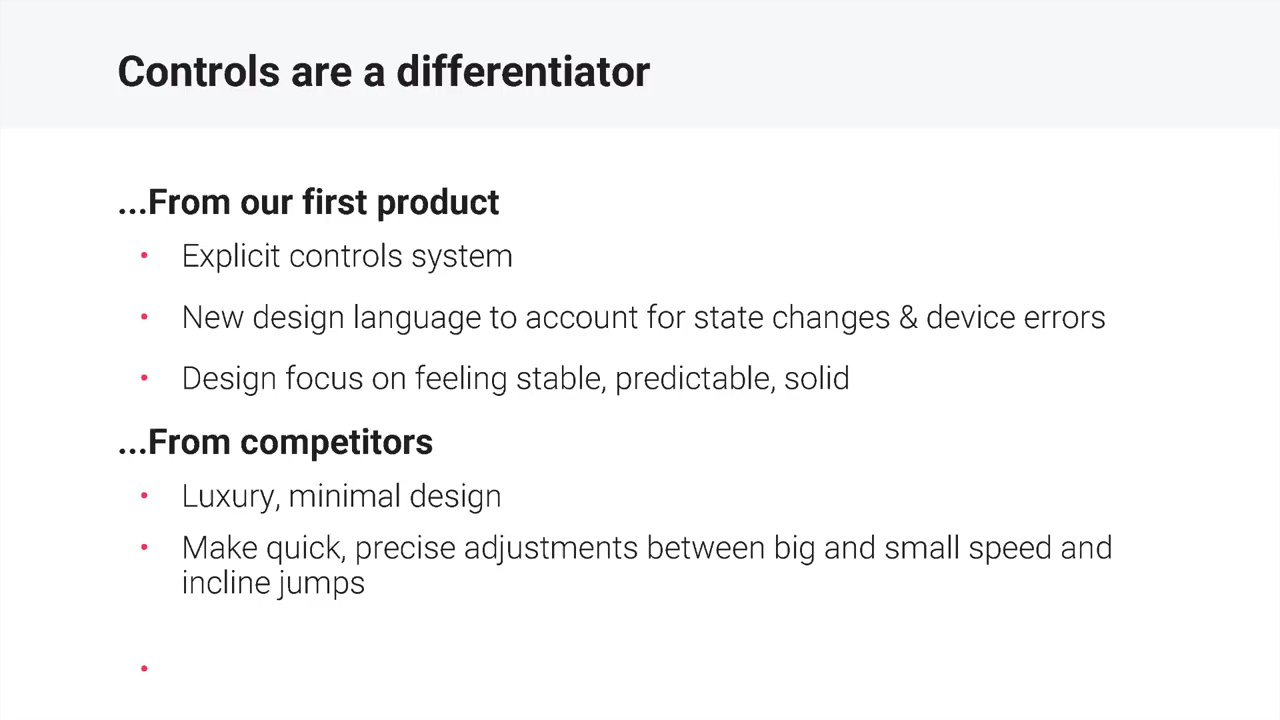 Controls are a differentiator
...From our first product
• Explicit controls system
• New design language to account for state changes & device errors
• Design focus on feeling stable, predictable, solid
...From competitors
• Luxury, minimal design
• Make quick, precise adjustments between big and small speed and
incline jumps
•